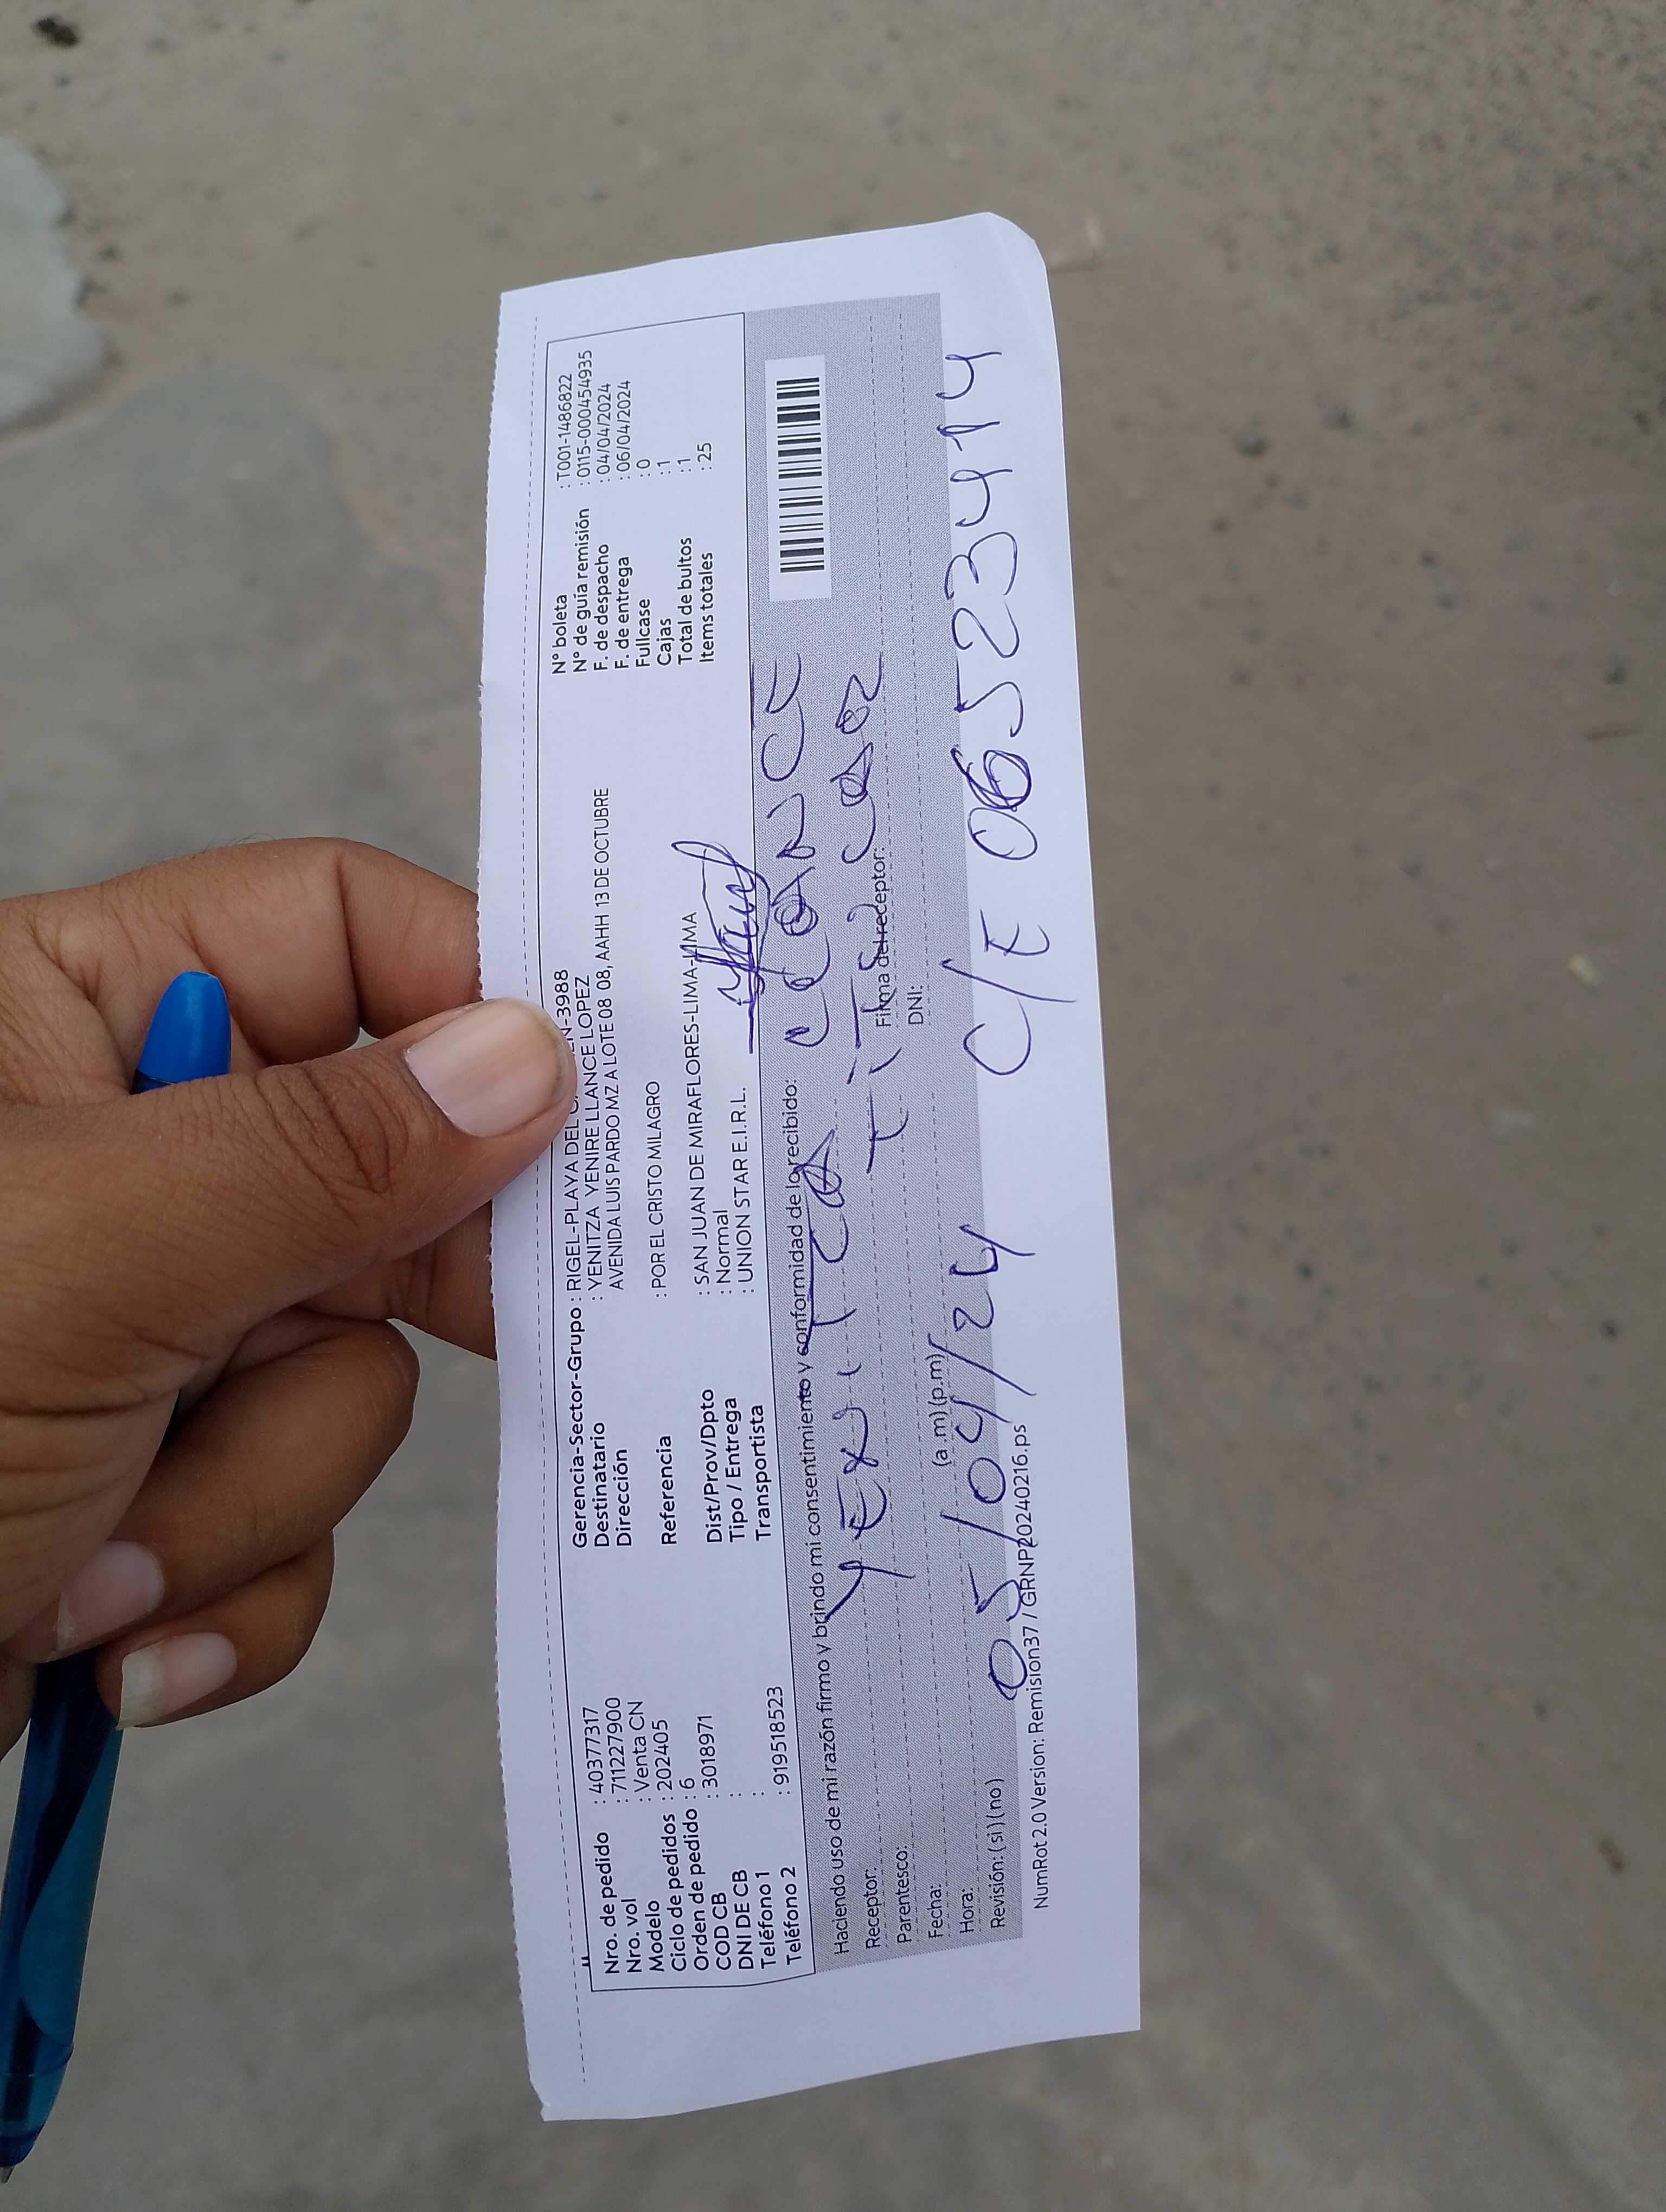 Nro. de pedido : 40377317
Nro. vol : 711227900
Modelo : Venta CN
Ciclo de pedidos : 202405
Orden de pedido : 6
COD CB : 3018971
DNI DE CB :
Teléfono 1 :
Teléfono 2 : 919518523
Gerencia-Sector-Grupo : RIGEL-PLAYA DEL -3988
Destinatario : YENITZA YENIRE LLANCE LOPEZ
Dirección AVENIDA LUIS PARDO MZ A LOTE 08 08, AAHH 13 DE OCTUBRE
Referencia : POR EL CRISTO MILAGRO
Dist/Prov/Dpto : SAN JUAN DE MIRAFLORES-LIMA-LIMA
Tipo / Entrega : Normal
Transportista : UNION STAR E.I.R.L.
N° boleta : T001-1486822
N° de guía remisión : 0115-000454935
F. de despacho : 04/04/2024
F. de entrega : 06/04/2024
Fullcase : 0
Cajas : 1
Total de bultos : 1
Items totales : 25
Haciendo uso de mi razón firmo y brindo mi consentimiento y conformidad de lo recibido:
Receptor:
Parentesco:
Firma del receptor:
Fecha: 05/04/24
DNI: C/E 065234914
Hora: (a.m) (p.m)
Revisión: ( si ) ( no )
NumRot 2.0 Version: Remision37 / GRNP20240216.ps